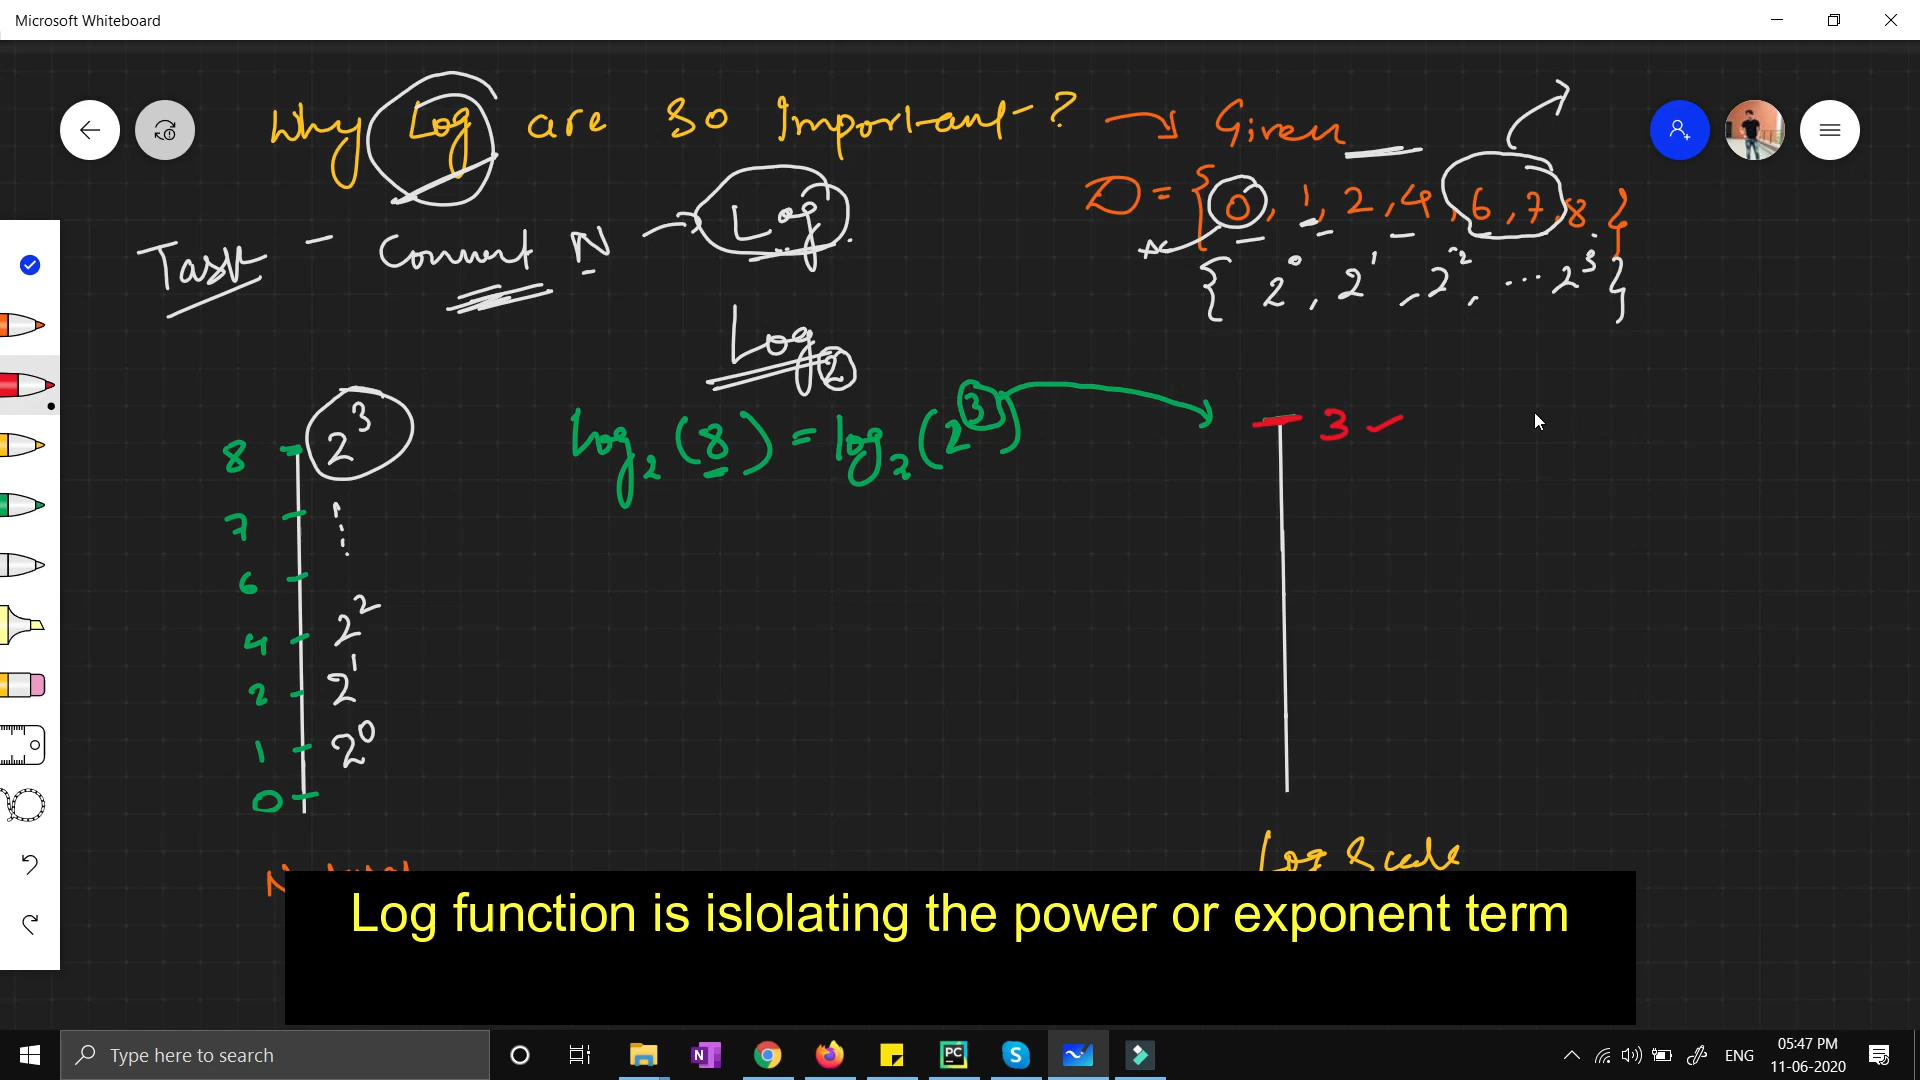 Microsoft Whiteboard
Why Log are So Important? → Given
D = {0, 1, 2, 4, 6, 7, 8}
Task - Convert N → Log
{2⁰, 2¹, 2², ... 2³}
Log₂
8 2³
log₂(8) = log₂(2³)
3 ✓
7
6
4 2²
2 2¹
1 2⁰
0
Log Scale
Log function is islolating the power or exponent term
Type here to search
ENG
05:47 PM
11-06-2020